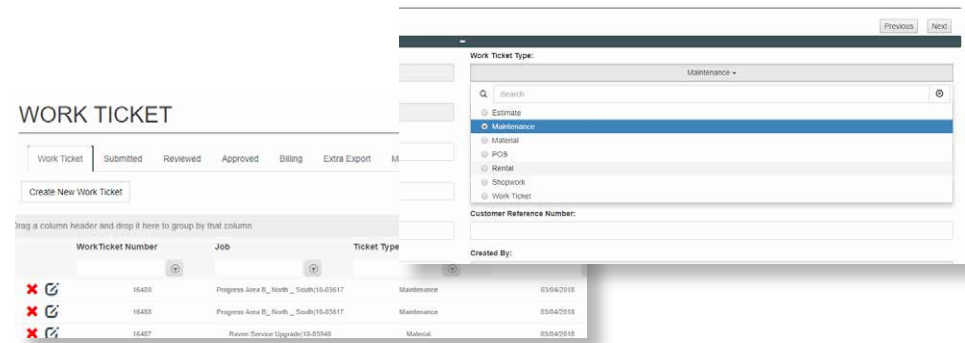 Previous Next
Work Ticket Type:
Maintenance
Search
Estimate
Maintenance
Material
POS
Rental
Shopwork
Work Ticket
Customer Reference Number:
Created By:
WORK TICKET
Work Ticket Submitted Reviewed Approved Billing Extra Export M
Create New Work Ticket
Drag a column header and drop it here to group by that column
WorkTicket Number Job Ticket Type
16489 Progress Area B_ North _ South|18-03617 Maintenance 03/04/2018
16488 Progress Area B_ North _ South|18-03617 Maintenance 03/04/2018
16487 Raven Service Upgrade|18-03946 Material 03/04/2018